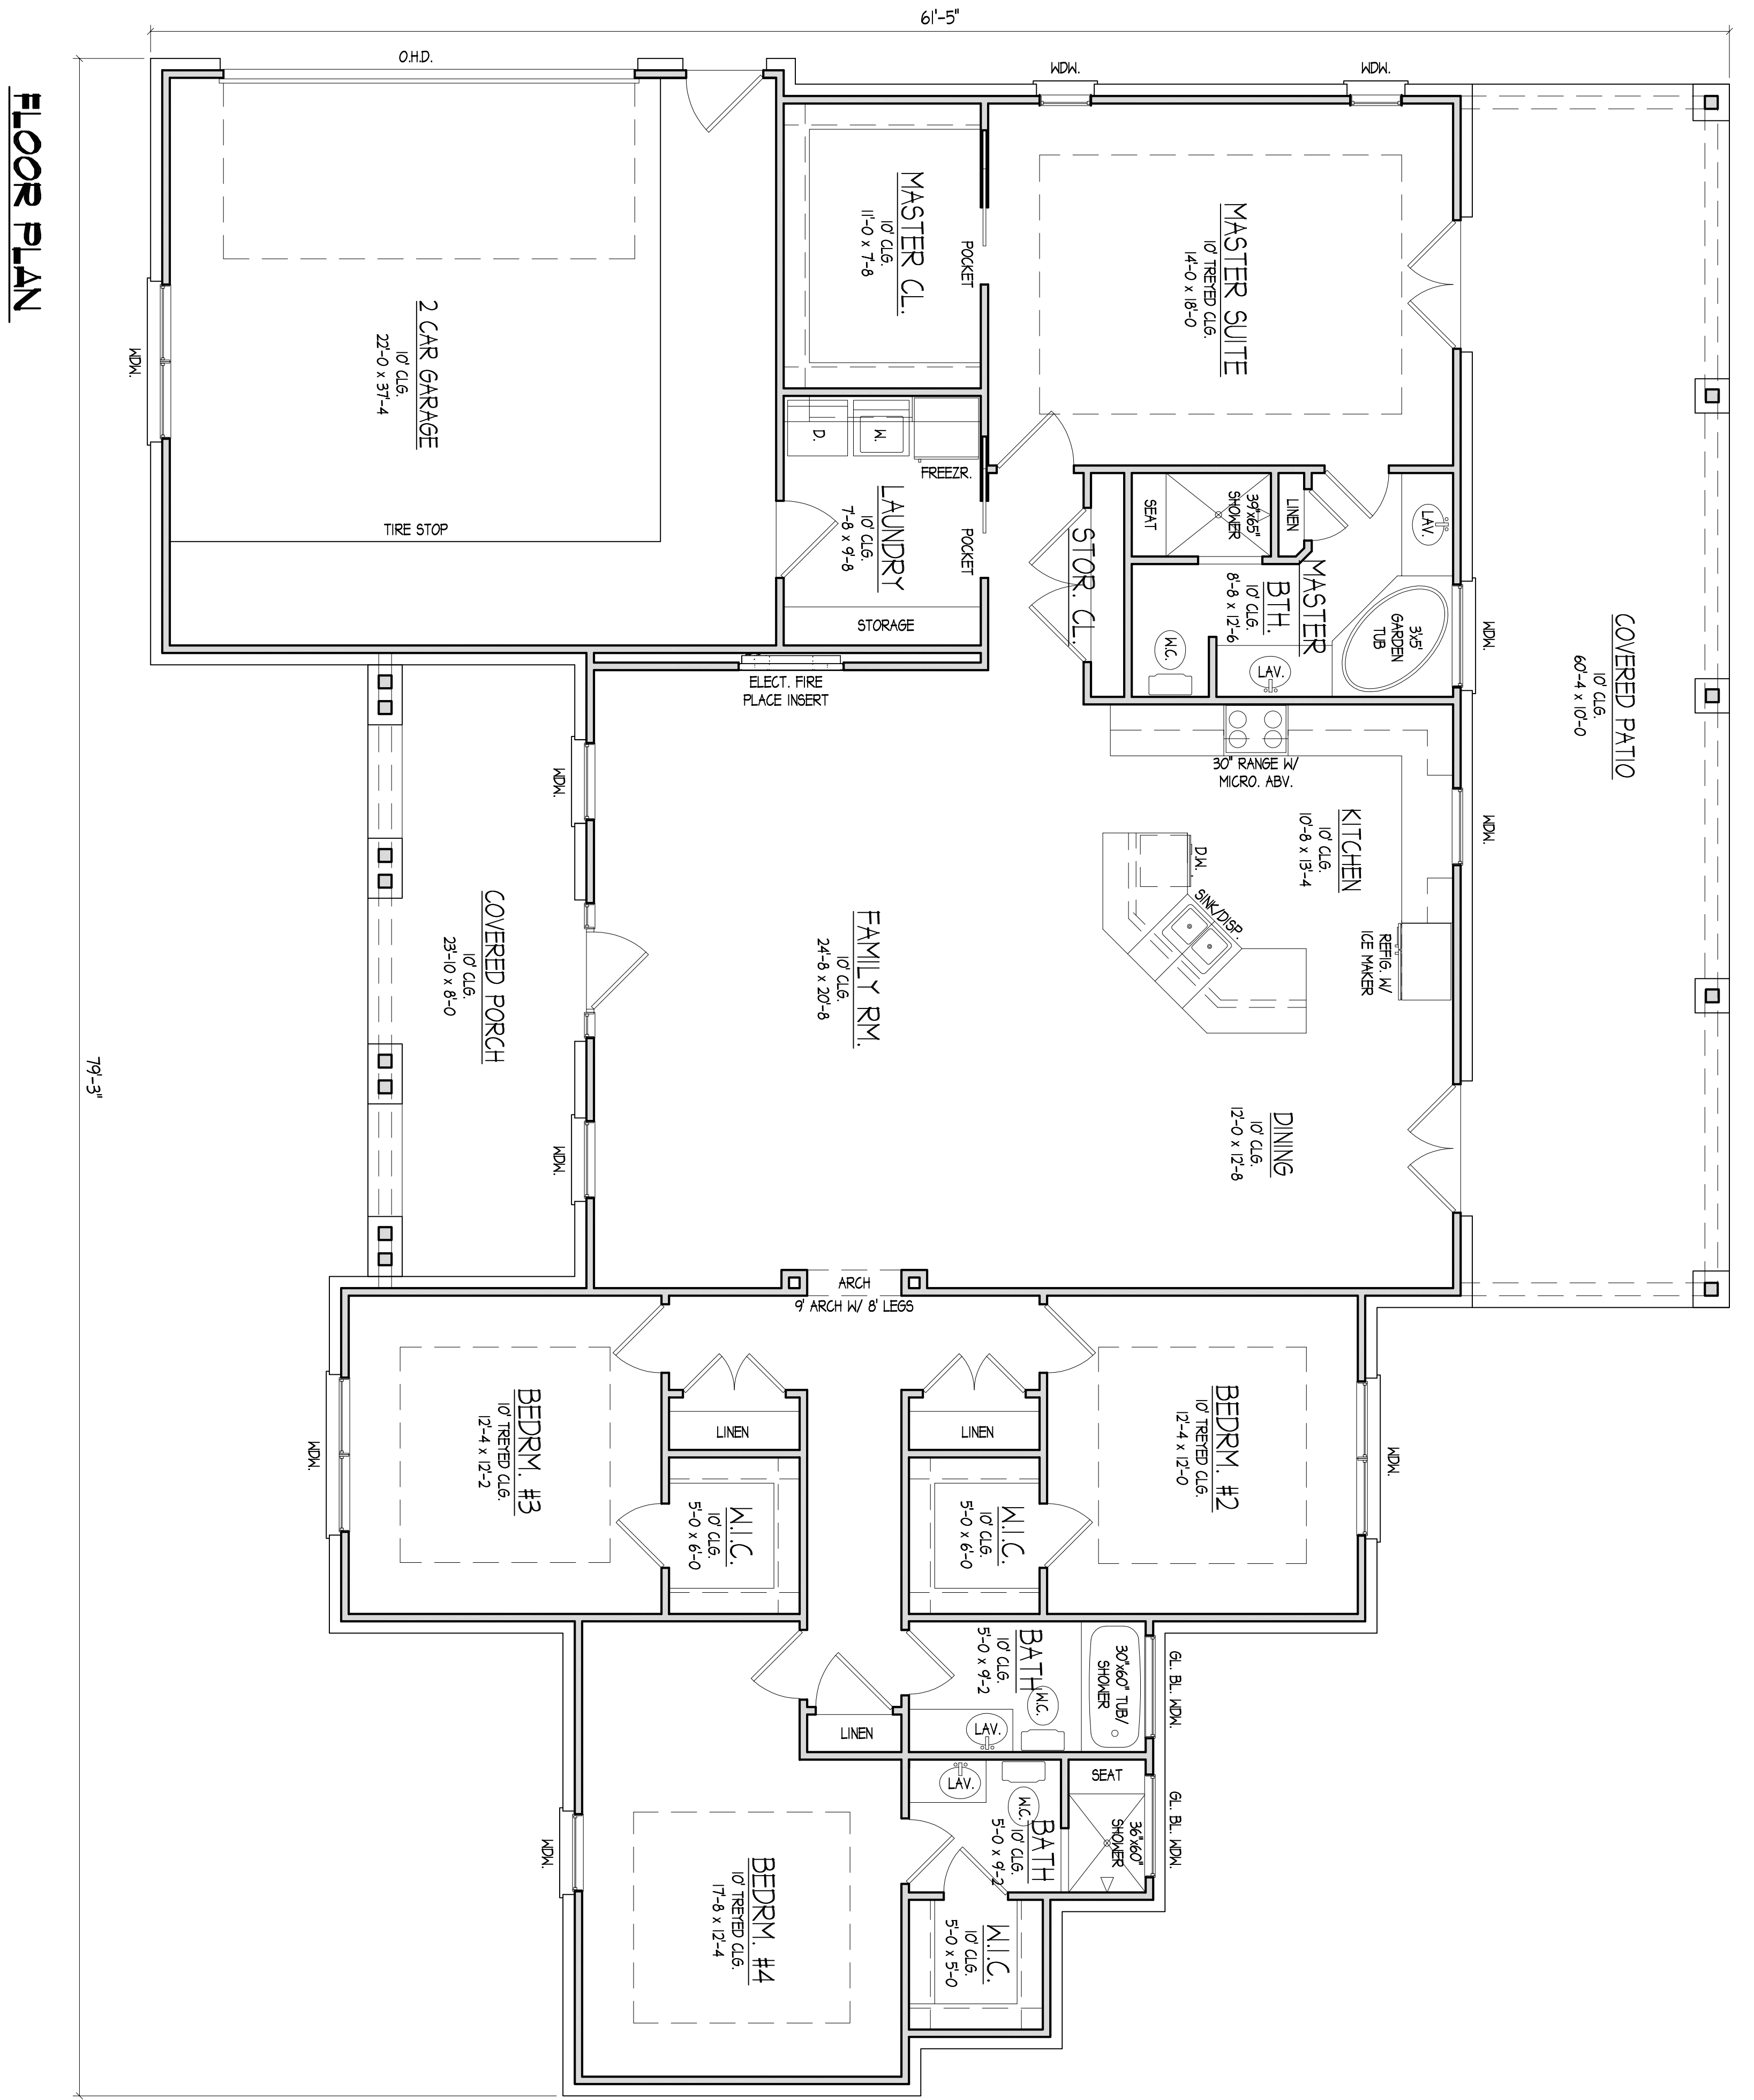 61'-5"
O.H.D.
WDW.
WDW.
COVERED PATIO
10' CLG.
60'-4 x 10'-0
MASTER SUITE
10' TREYED CLG.
14'-0 x 18'-0
MASTER CL.
10' CLG.
11'-0 x 7'-8
POCKET
2 CAR GARAGE
10' CLG.
22'-0 x 37'-4
TIRE STOP
WDW.
FREEZR.
W.
D.
LAUNDRY
10' CLG.
7'-8 x 9'-8
POCKET
STORAGE
STOR. CL.
SEAT
39"x65"
SHOWER
LINEN
LAV.
MASTER
BTH.
10' CLG.
8'-8 x 12'-6
3'x5'
GARDEN
TUB
W.C.
LAV.
WDW.
ELECT. FIRE
PLACE INSERT
30" RANGE W/
MICRO. ABV.
KITCHEN
10' CLG.
10'-8 x 13'-4
WDW.
D.W.
SINK/DISP.
REFIG. W/
ICE MAKER
FAMILY RM.
10' CLG.
24'-8 x 20'-8
DINING
10' CLG.
12'-0 x 12'-8
WDW.
COVERED PORCH
10' CLG.
23'-10 x 8'-0
WDW.
ARCH
9' ARCH W/ 8' LEGS
BEDRM. #2
10' TREYED CLG.
12'-4 x 12'-0
WDW.
LINEN
LINEN
BEDRM. #3
10' TREYED CLG.
12'-4 x 12'-2
WDW.
W.I.C.
10' CLG.
5'-0 x 6'-0
W.I.C.
10' CLG.
5'-0 x 6'-0
BATH
10' CLG.
5'-0 x 9'-2
30"x60" TUB/
SHOWER
GL. BL. WDW.
W.C.
LAV.
LINEN
LAV.
W.C.
SEAT
36"x60"
SHOWER
GL. BL. WDW.
BATH
10' CLG.
5'-0 x 9'-2
BEDRM. #4
10' TREYED CLG.
17'-8 x 12'-4
WDW.
W.I.C.
10' CLG.
5'-0 x 5'-0
79'-3"
FLOOR PLAN